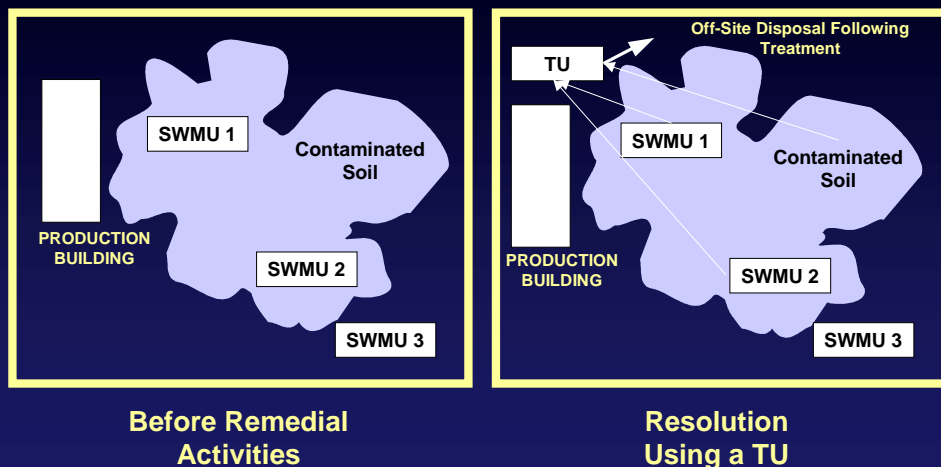 SWMU 1
Contaminated
Soil
PRODUCTION
BUILDING
SWMU 2
SWMU 3
Before Remedial
Activities
Off-Site Disposal Following
Treatment
TU
SWMU 1
Contaminated
Soil
PRODUCTION
BUILDING
SWMU 2
SWMU 3
Resolution
Using a TU